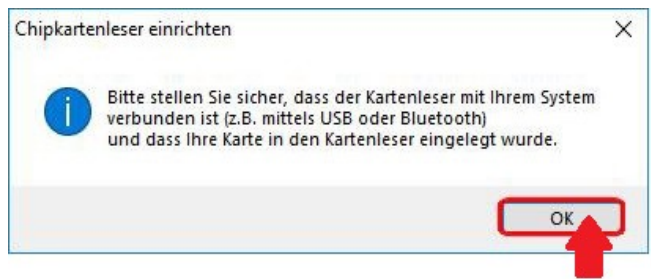 Chipkartenleser einrichten
Bitte stellen Sie sicher, dass der Kartenleser mit Ihrem System
verbunden ist (z.B. mittels USB oder Bluetooth)
und dass Ihre Karte in den Kartenleser eingelegt wurde.
OK